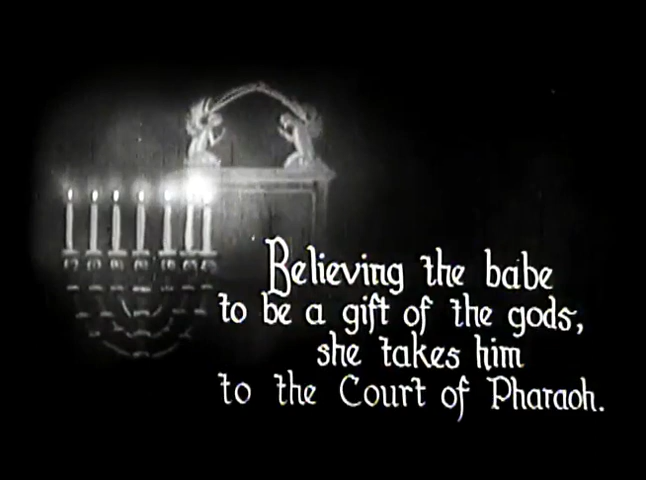 Believing the babe
to be a gift of the gods,
she takes him
to the Court of Pharaoh.